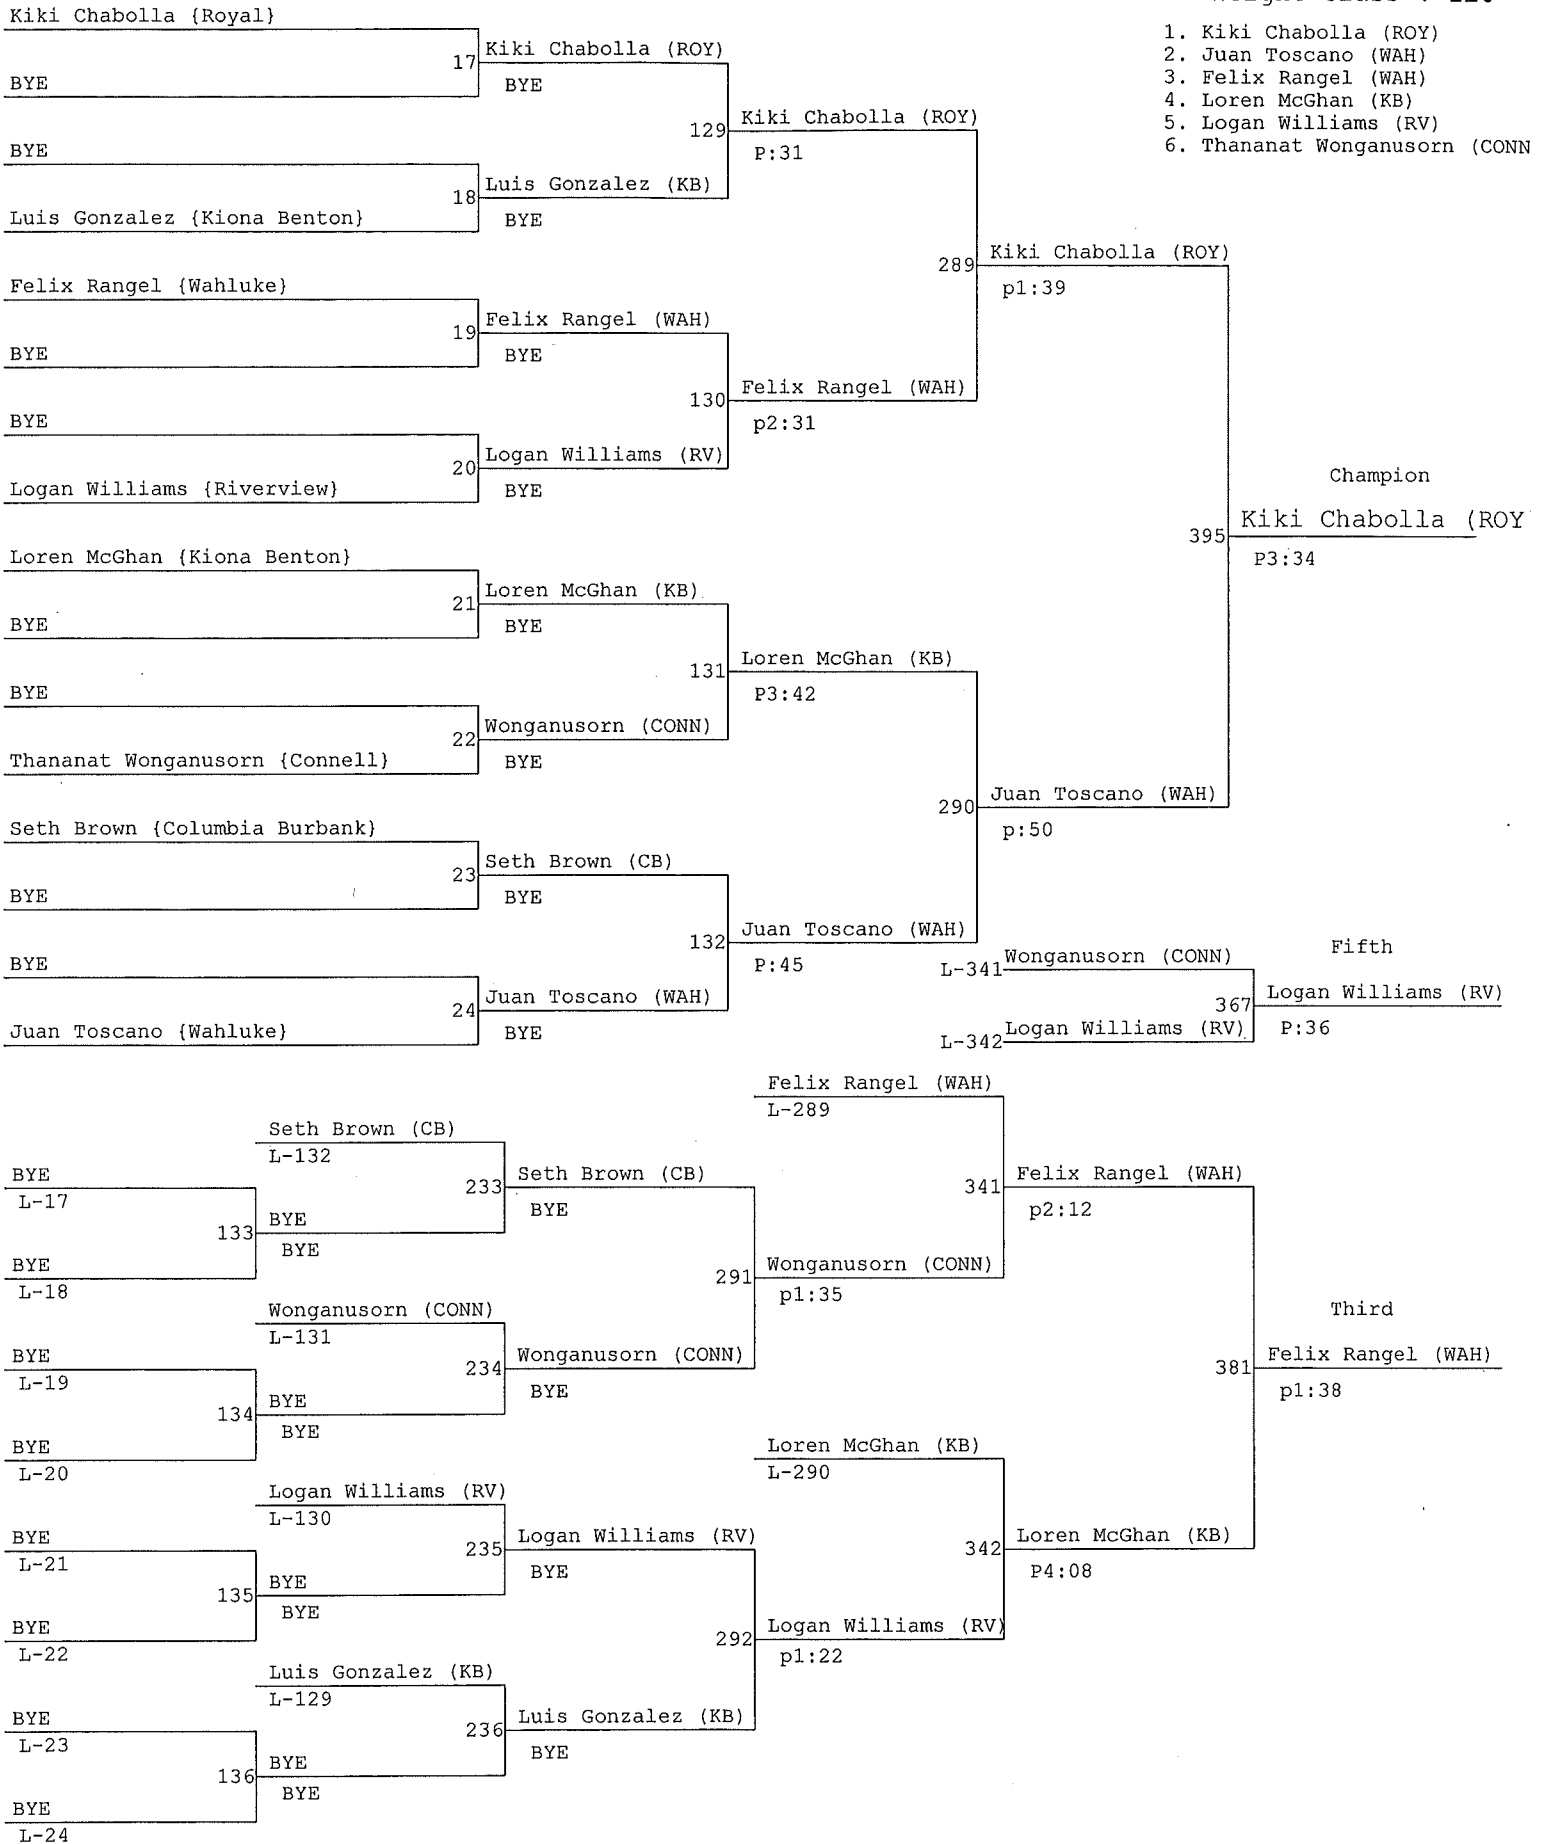 Kiki Chabolla {Royal}
17
Kiki Chabolla (ROY)
BYE
BYE
129
Kiki Chabolla (ROY)
P:31
BYE
18
Luis Gonzalez (KB)
BYE
Luis Gonzalez {Kiona Benton}
289
Kiki Chabolla (ROY)
p1:39
Felix Rangel {Wahluke}
19
Felix Rangel (WAH)
BYE
BYE
130
Felix Rangel (WAH)
p2:31
BYE
20
Logan Williams (RV)
BYE
Logan Williams {Riverview}
1. Kiki Chabolla (ROY)
2. Juan Toscano (WAH)
3. Felix Rangel (WAH)
4. Loren McGhan (KB)
5. Logan Williams (RV)
6. Thananat Wonganusorn (CONN
Champion
395
Kiki Chabolla (ROY
P3:34
Loren McGhan {Kiona Benton}
21
Loren McGhan (KB)
BYE
BYE
131
Loren McGhan (KB)
P3:42
BYE
22
Wonganusorn (CONN)
BYE
Thananat Wonganusorn {Connell}
290
Juan Toscano (WAH)
p:50
Seth Brown {Columbia Burbank}
23
Seth Brown (CB)
BYE
BYE
132
Juan Toscano (WAH)
P:45
BYE
24
Juan Toscano (WAH)
BYE
Juan Toscano {Wahluke}
Fifth
L-341
Wonganusorn (CONN)
367
Logan Williams (RV)
P:36
L-342
Logan Williams (RV)
Felix Rangel (WAH)
L-289
Seth Brown (CB)
L-132
BYE
L-17
233
Seth Brown (CB)
BYE
133
BYE
BYE
BYE
L-18
341
Felix Rangel (WAH)
p2:12
291
Wonganusorn (CONN)
p1:35
Wonganusorn (CONN)
L-131
BYE
L-19
234
Wonganusorn (CONN)
BYE
134
BYE
BYE
BYE
L-20
Third
381
Felix Rangel (WAH)
p1:38
Loren McGhan (KB)
L-290
Logan Williams (RV)
L-130
BYE
L-21
235
Logan Williams (RV)
BYE
135
BYE
BYE
BYE
L-22
342
Loren McGhan (KB)
P4:08
292
Logan Williams (RV)
p1:22
Luis Gonzalez (KB)
L-129
BYE
L-23
236
Luis Gonzalez (KB)
BYE
136
BYE
BYE
BYE
L-24